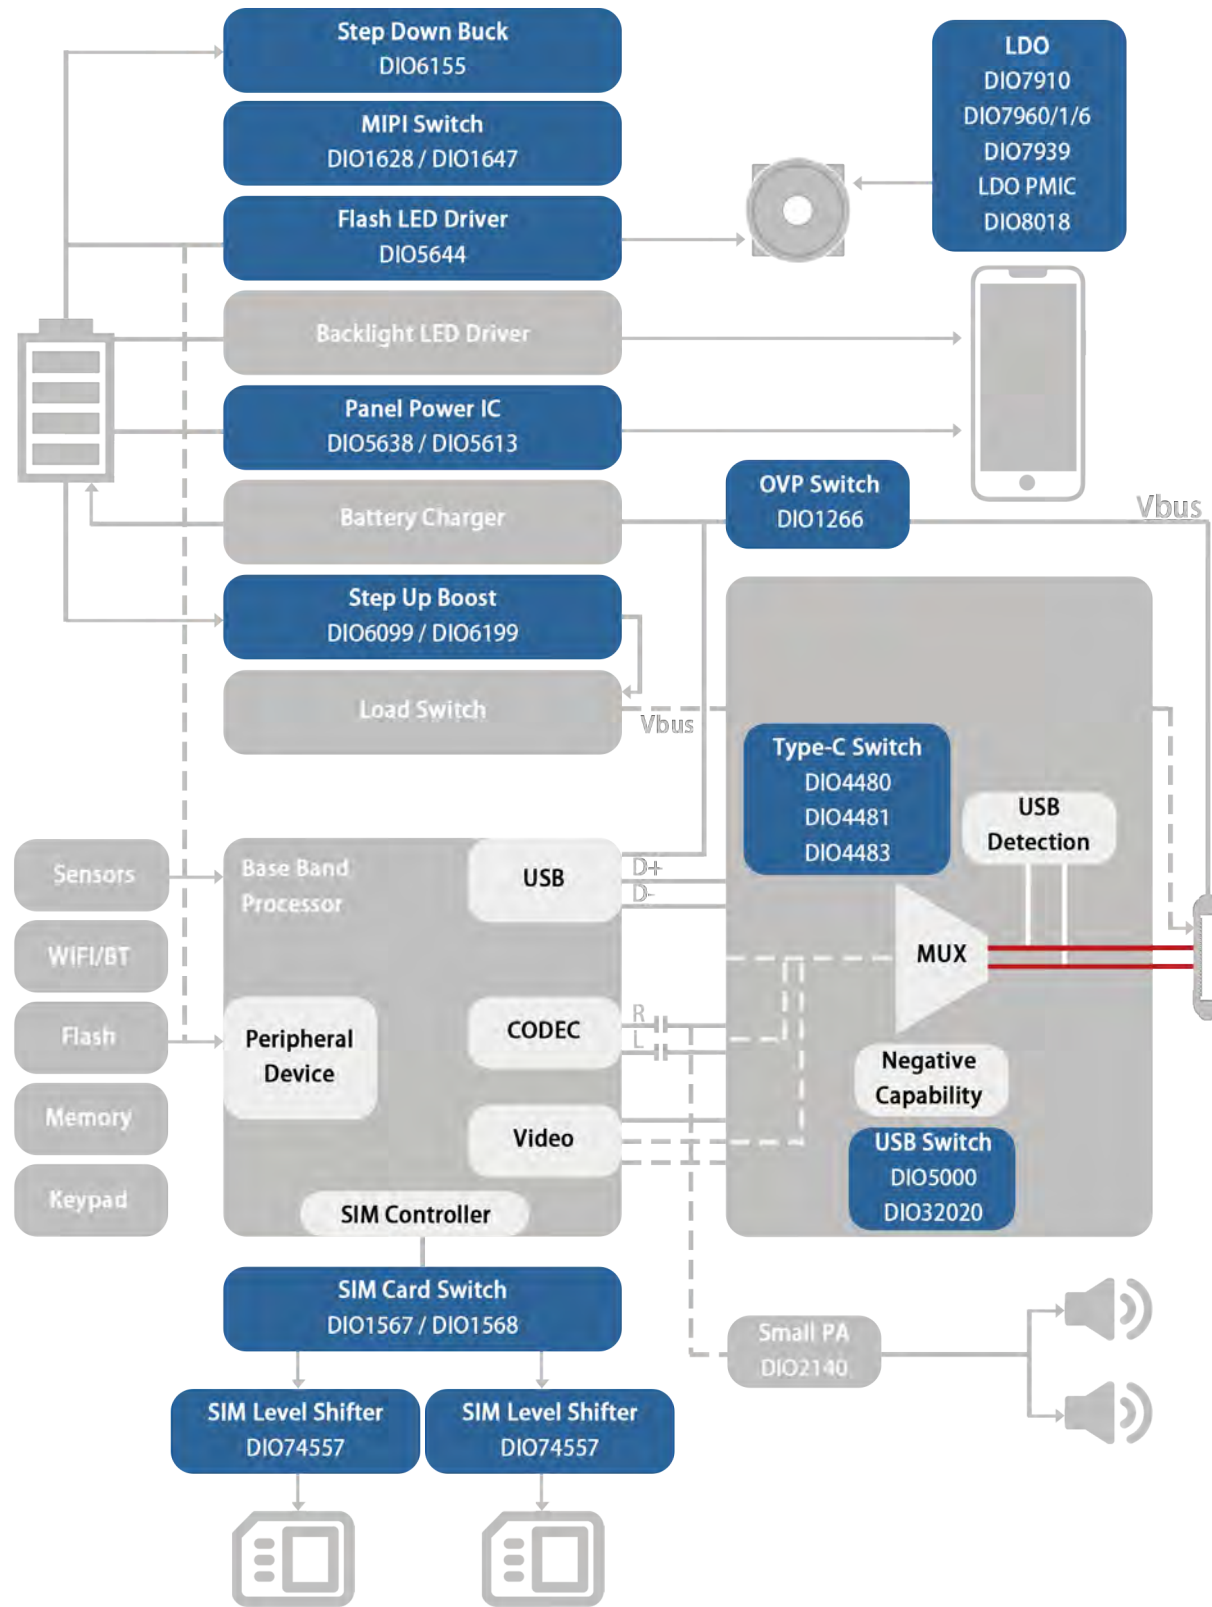 Step Down Buck
DIO6155
MIPI Switch
DIO1628 / DIO1647
Flash LED Driver
DIO5644
Backlight LED Driver
Panel Power IC
DIO5638 / DIO5613
Battery Charger
Step Up Boost
DIO6099 / DIO6199
Load Switch
LDO
DIO7910
DIO7960/1/6
DIO7939
LDO PMIC
DIO8018
OVP Switch
DIO1266
Vbus
Vbus
Type-C Switch
DIO4480
DIO4481
DIO4483
USB
Detection
MUX
Negative
Capability
USB Switch
DIO5000
DIO32020
Sensors
WIFI/BT
Flash
Memory
Keypad
Base Band
Processor
USB
D+
D-
Peripheral
Device
CODEC
R
L
Video
SIM Controller
SIM Card Switch
DIO1567 / DIO1568
SIM Level Shifter
DIO74557
SIM Level Shifter
DIO74557
Small PA
DIO2140